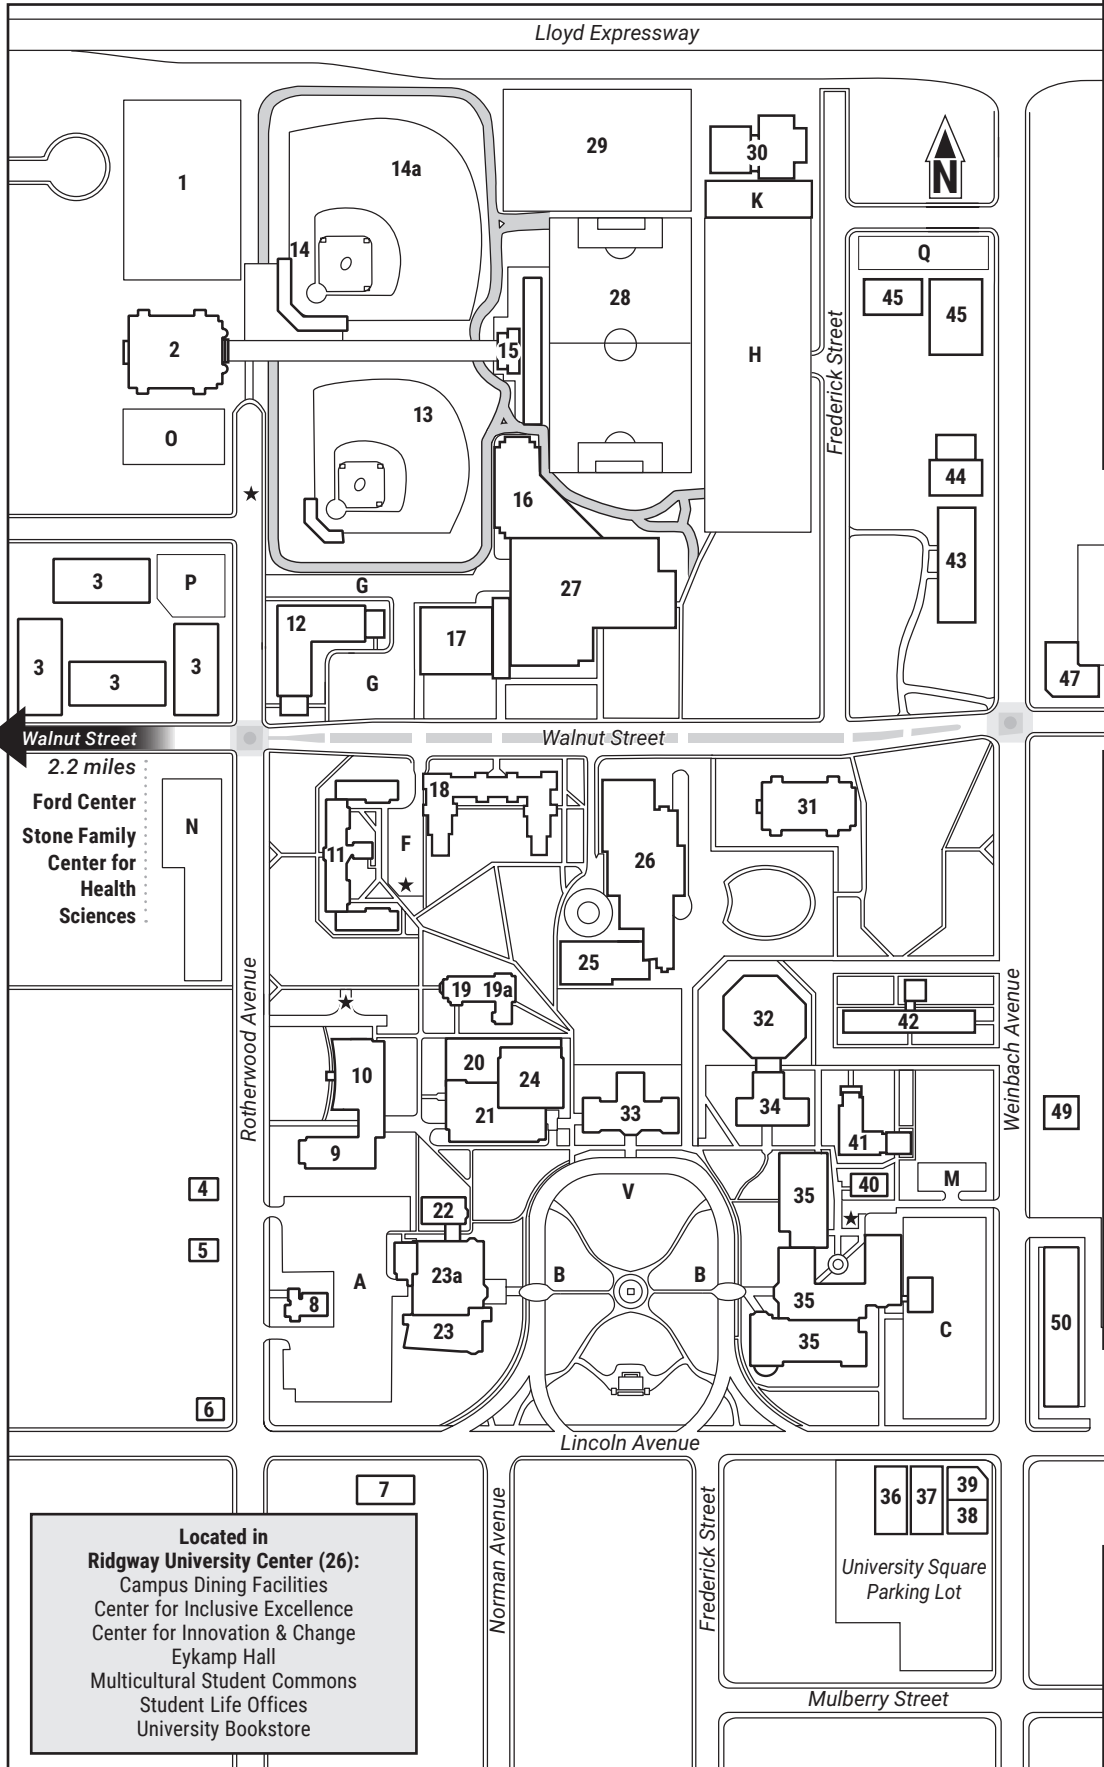 Lloyd Expressway
29
30
1
14a
N
K
14
Q
28
45
45
2
15
H
Frederick Street
13
O
44
16
43
3
P
G
27
12
17
3
3
3
G
47
Walnut Street
Walnut Street
2.2 miles
Ford Center
Stone Family
Center for
Health
Sciences
N
18
31
11
F
26
25
Rotherwood Avenue
19
19a
32
42
Weinbach Avenue
20
24
10
21
33
34
49
41
9
4
22
V
35
40
M
5
A
23a
B
B
8
23
35
35
C
50
6
Lincoln Avenue
7
Norman Avenue
Frederick Street
36
37
39
38
University Square
Parking Lot
Located in
Ridgway University Center (26):
Campus Dining Facilities
Center for Inclusive Excellence
Center for Innovation & Change
Eykamp Hall
Multicultural Student Commons
Student Life Offices
University Bookstore
Mulberry Street